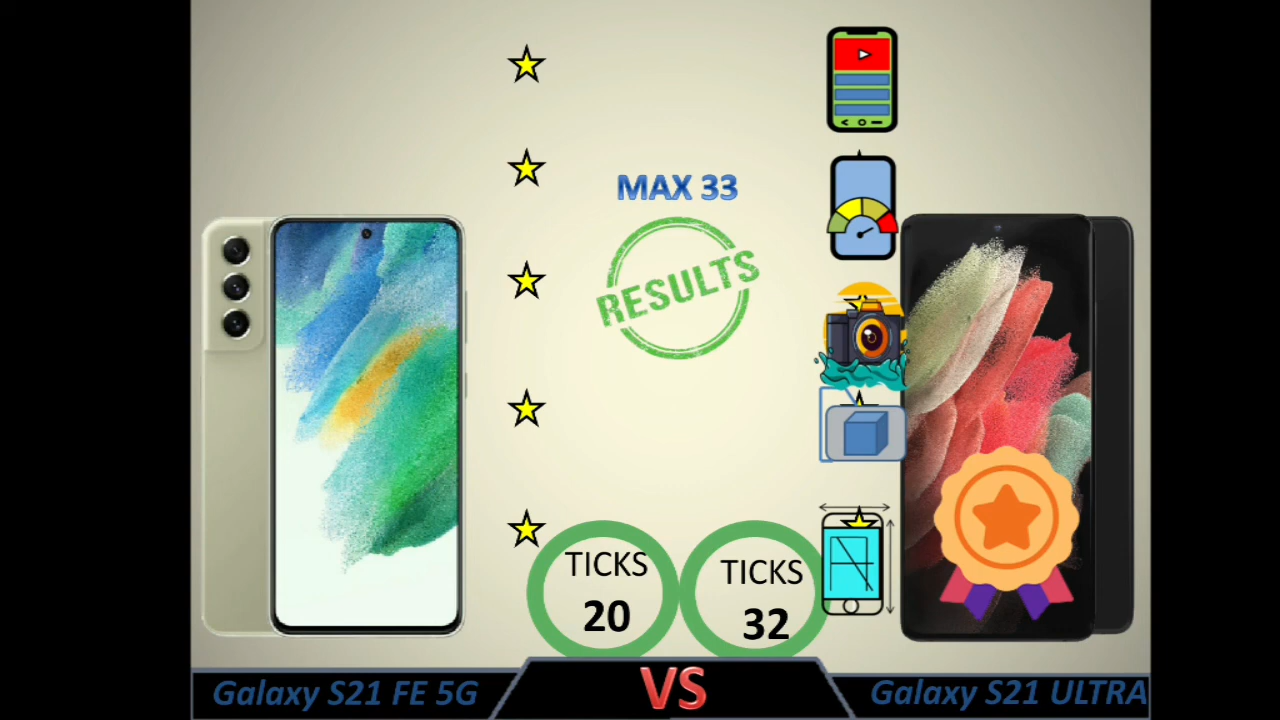 MAX 33
RESULTS
TICKS
20
TICKS
32
Galaxy S21 FE 5G
VS
Galaxy S21 ULTRA